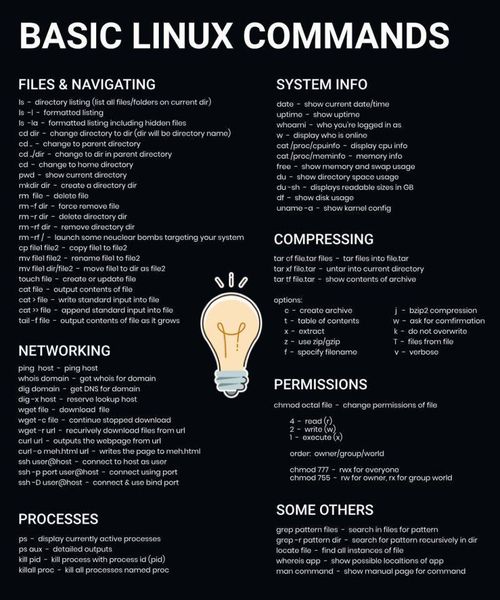 BASIC LINUX COMMANDS
FILES & NAVIGATING
ls - directory listing (list all files/folders on current dir)
ls -l - formatted listing
ls -la - formatted listing including hidden files
cd dir - change directory to dir (dir will be directory name)
cd .. - change to parent directory
cd ../dir - change to dir in parent directory
cd - change to home directory
pwd - show current directory
mkdir dir - create a directory dir
rm file - delete file
rm -f dir - force remove file
rm -r dir - delete directory dir
rm -rf dir - remove directory dir
rm -rf / - launch some neuclear bombs targeting your system
cp file1 file2 - copy file1 to file2
mv file1 file2 - rename file1 to file2
mv file1 dir/file2 - move file1 to dir as file2
touch file - create or update file
cat file - output contents of file
cat > file - write standard input into file
cat >> file - append standard input into file
tail -f file - output contents of file as it grows
NETWORKING
ping host - ping host
whois domain - get whois for domain
dig domain - get DNS for domain
dig -x host - reserve lookup host
wget file - download file
wget -c file - continue stopped download
wget -r url - recurively download files from url
curl url - outputs the webpage from url
curl -o meh.html url - writes the page to meh.html
ssh user@host - connect to host as user
ssh -p port user@host - connect using port
ssh -D user@host - connect & use bind port
PROCESSES
ps - display currently active processes
ps aux - detailed outputs
kill pid - kill process with process id (pid)
killall proc - kill all processes named proc
SYSTEM INFO
date - show current date/time
uptime - show uptime
whoami - who you're logged in as
w - display who is online
cat /proc/cpuinfo - display cpu info
cat /proc/meminfo - memory info
free - show memory and swap usage
du - show directory space usage
du -sh - displays readable sizes in GB
df - show disk usage
uname -a - show kernel config
COMPRESSING
tar cf file.tar files - tar files into file.tar
tar xf file.tar - untar into current directory
tar tf file.tar - show contents of archive
options:
c - create archive
t - table of contents
x - extract
z - use zip/gzip
f - specify filename
j - bzip2 compression
w - ask for comfirmation
k - do not overwrite
T - files from file
v - verbose
PERMISSIONS
chmod octal file - change permissions of file
4 - read (r)
2 - write (w)
1 - execute (x)
order: owner/group/world
chmod 777 - rwx for everyone
chmod 755 - rw for owner, rx for group world
SOME OTHERS
grep pattern files - search in files for pattern
grep -r pattern dir - search for pattern recursively in dir
locate file - find all instances of file
whereis app - show possible localtions of app
man command - show manual page for command